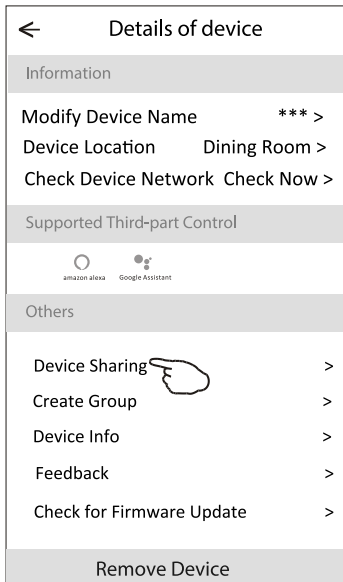 Details of device
Information
Modify Device Name *** >
Device Location Dining Room >
Check Device Network Check Now >
Supported Third-part Control
amazon alexa Google Assistant
Others
Device Sharing >
Create Group >
Device Info >
Feedback >
Check for Firmware Update >
Remove Device